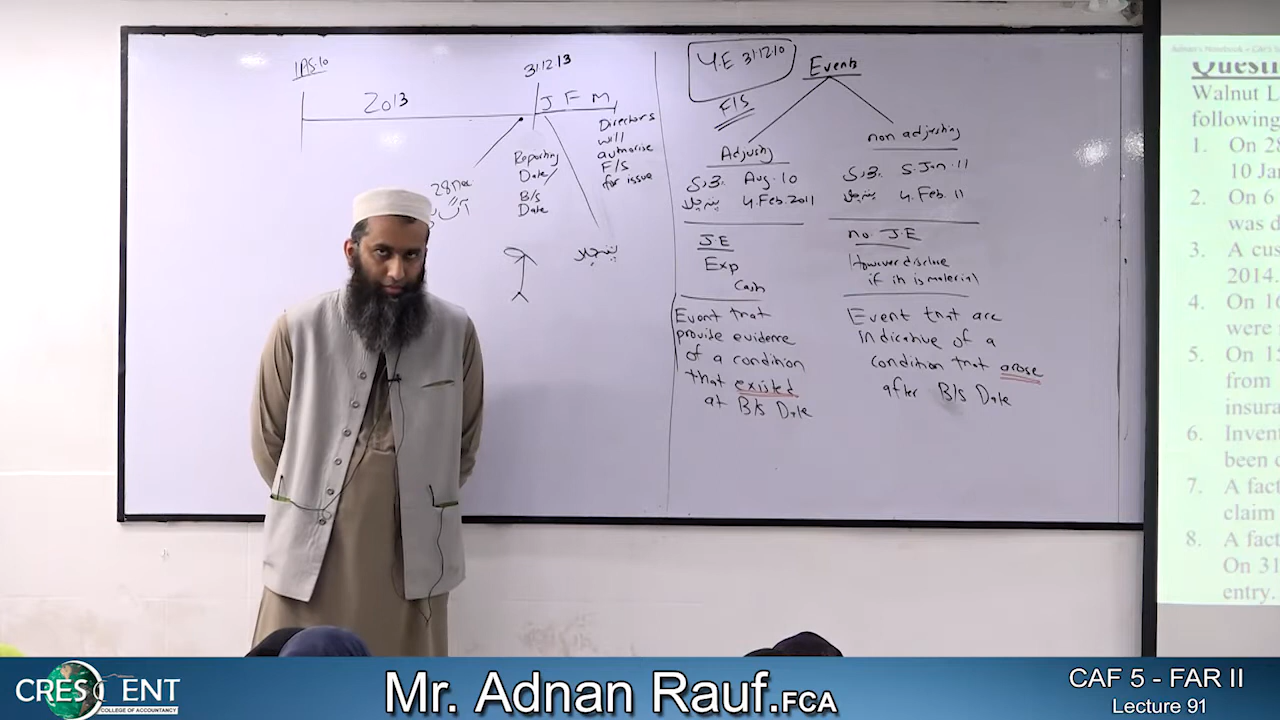 IAS.10
31.12.13
2013
J F M
28 Dec
Reporting
Date
B/S
Date
Directors
will
authorise
F/S
for issue
Y.E 31.12.10
F/S
Events
Adjusting
Aug.10
4.Feb.2011
J.E
Exp
Cash
Event that
provide evidence
of a condition
that existed
at B/S Date
non adjusting
5.Jan.11
4.Feb.11
no J.E
However disclose
if it is material
Event that are
indicative of a
condition that arose
after B/S Date
Walnut L
following
1. On 28
10 Jan
2. On 6
was d
3. A cus
2014.
4. On 10
were
5. On 1
from
insura
6. Invent
been
7. A fact
claim
8. A fact
On 31
entry.
CRESCENT
COLLEGE OF ACCOUNTANCY
Mr. Adnan Rauf.FCA
CAF 5 - FAR II
Lecture 91